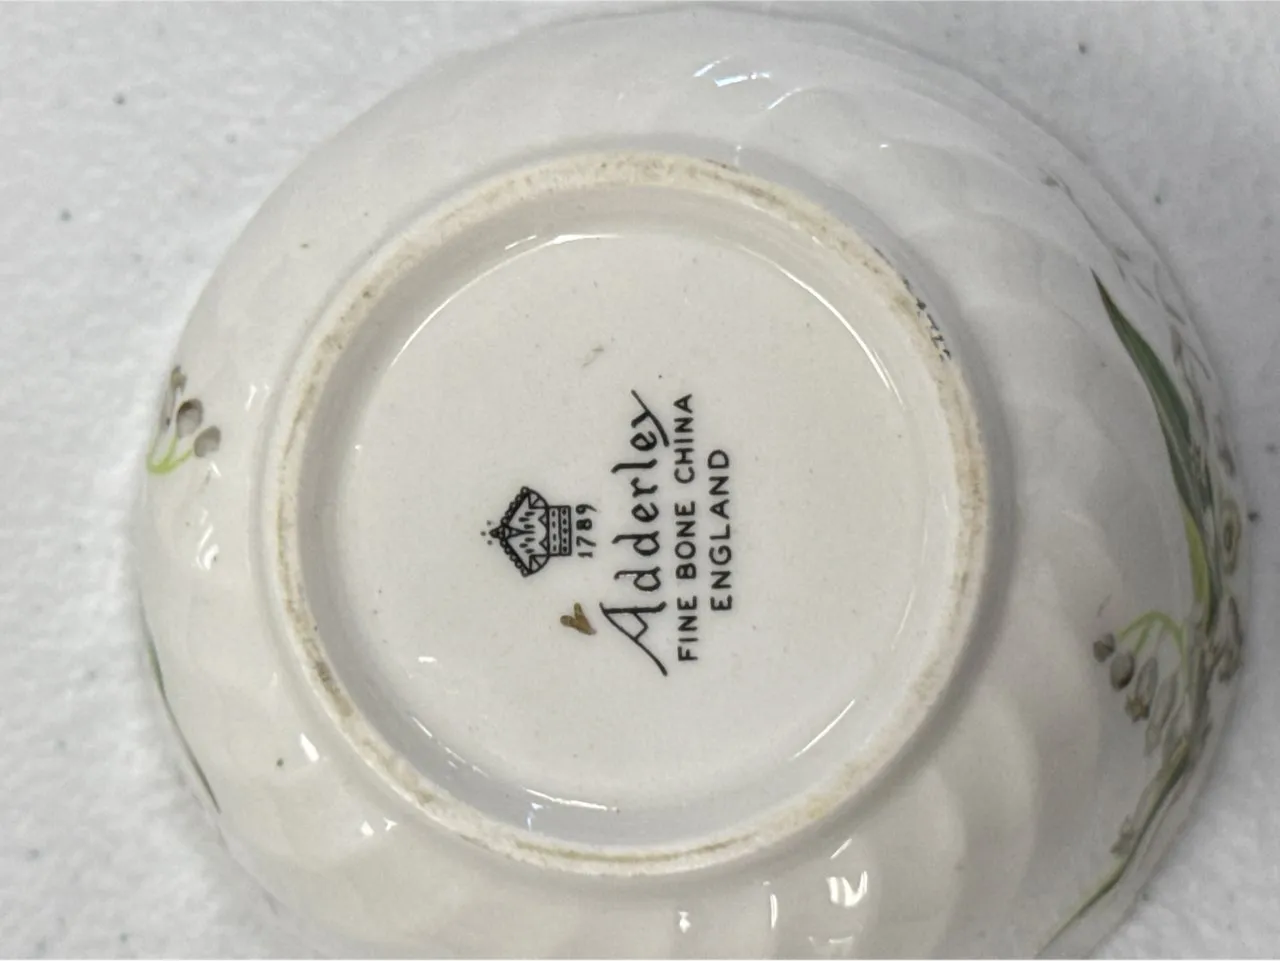 1789
Adderley
FINE BONE CHINA
ENGLAND